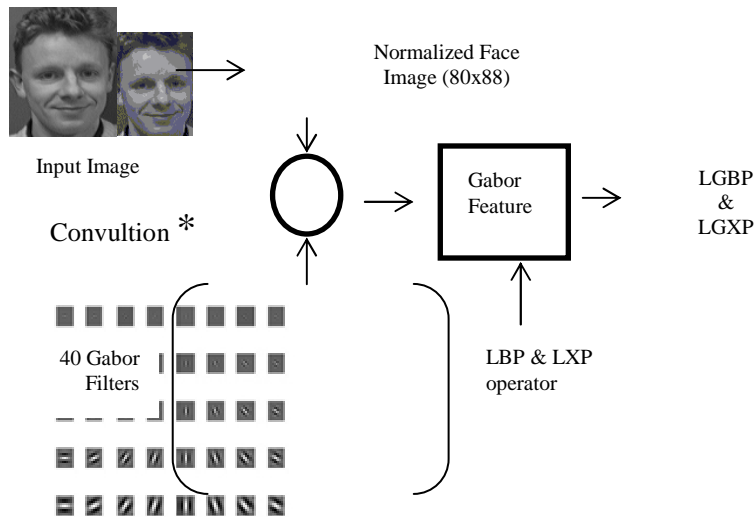 Normalized Face
Image (80x88)
Input Image
Convultion *
Gabor
Feature
LGBP
&
LGXP
40 Gabor
Filters
LBP & LXP
operator